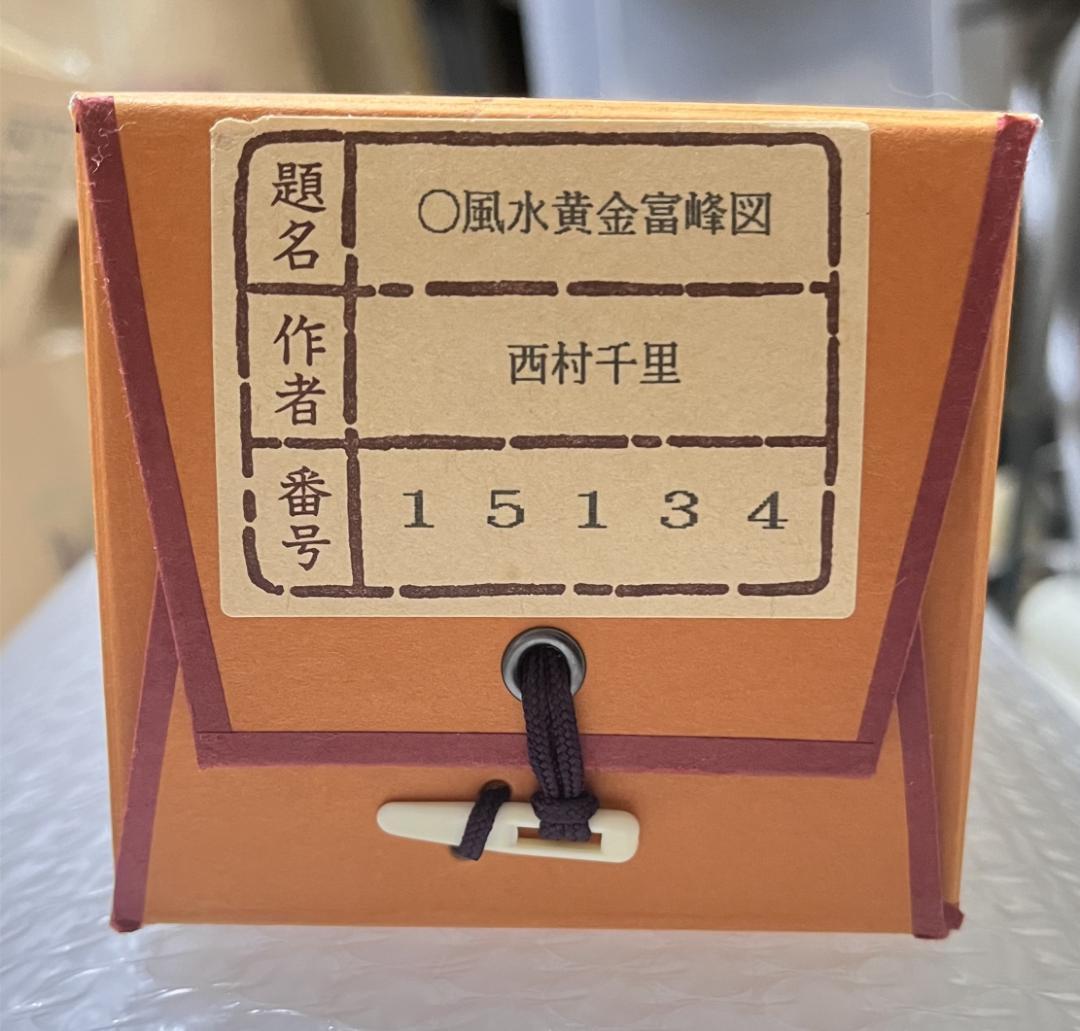 題名 〇風水黄金富峰図
作者 西村千里
番号 15134